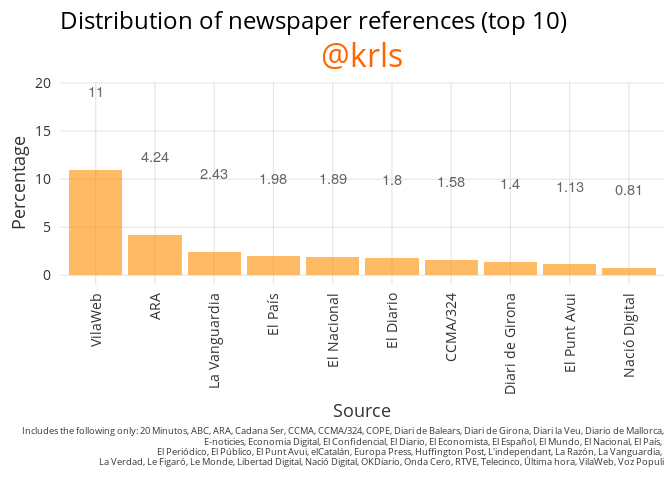 Distribution of newspaper references (top 10)
@krls
20
15
10
5
0
Percentage
11
4.24
2.43
1.98
1.89
1.8
1.58
1.4
1.13
0.81
VilaWeb
ARA
La Vanguardia
El País
El Nacional
El Diario
CCMA/324
Diari de Girona
El Punt Avui
Nació Digital
Source
Includes the following only: 20 Minutos, ABC, ARA, Cadana Ser, CCMA, CCMA/324, COPE, Diari de Balears, Diari de Girona, Diari la Veu, Diario de Mallorca,
E-noticies, Economia Digital, El Confidencial, El Diario, El Economista, El Español, El Mundo, El Nacional, El País,
El Periódico, El Público, El Punt Avui, elCatalán, Europa Press, Huffington Post, L'independant, La Razón, La Vanguardia,
La Verdad, Le Figaró, Le Monde, Libertad Digital, Nació Digital, OKDiario, Onda Cero, RTVE, Telecinco, Última hora, VilaWeb, Voz Populi